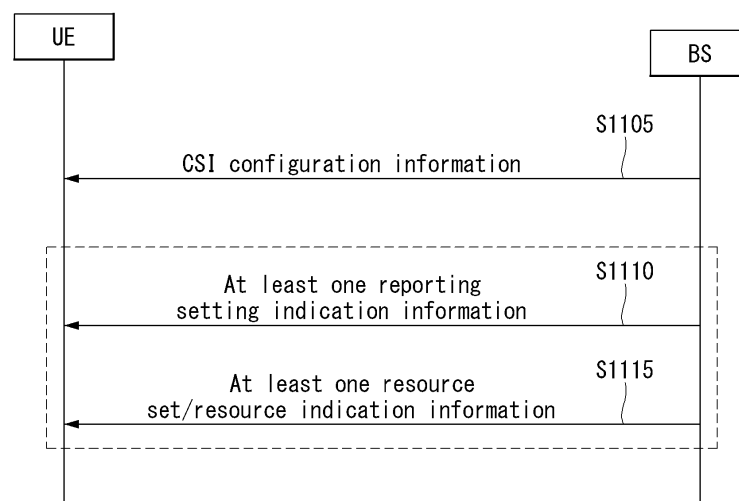 UE
BS
S1105
CSI configuration information
S1110
At least one reporting
setting indication information
S1115
At least one resource
set/resource indication information